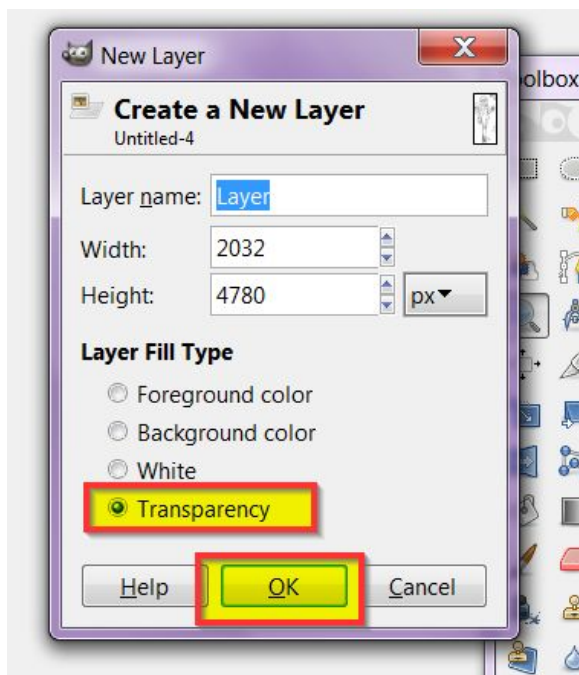 New Layer
olbox
Create a New Layer
Untitled-4
Layer name: Layer
Width: 2032
Height: 4780 px
Layer Fill Type
Foreground color
Background color
White
Transparency
Help OK Cancel